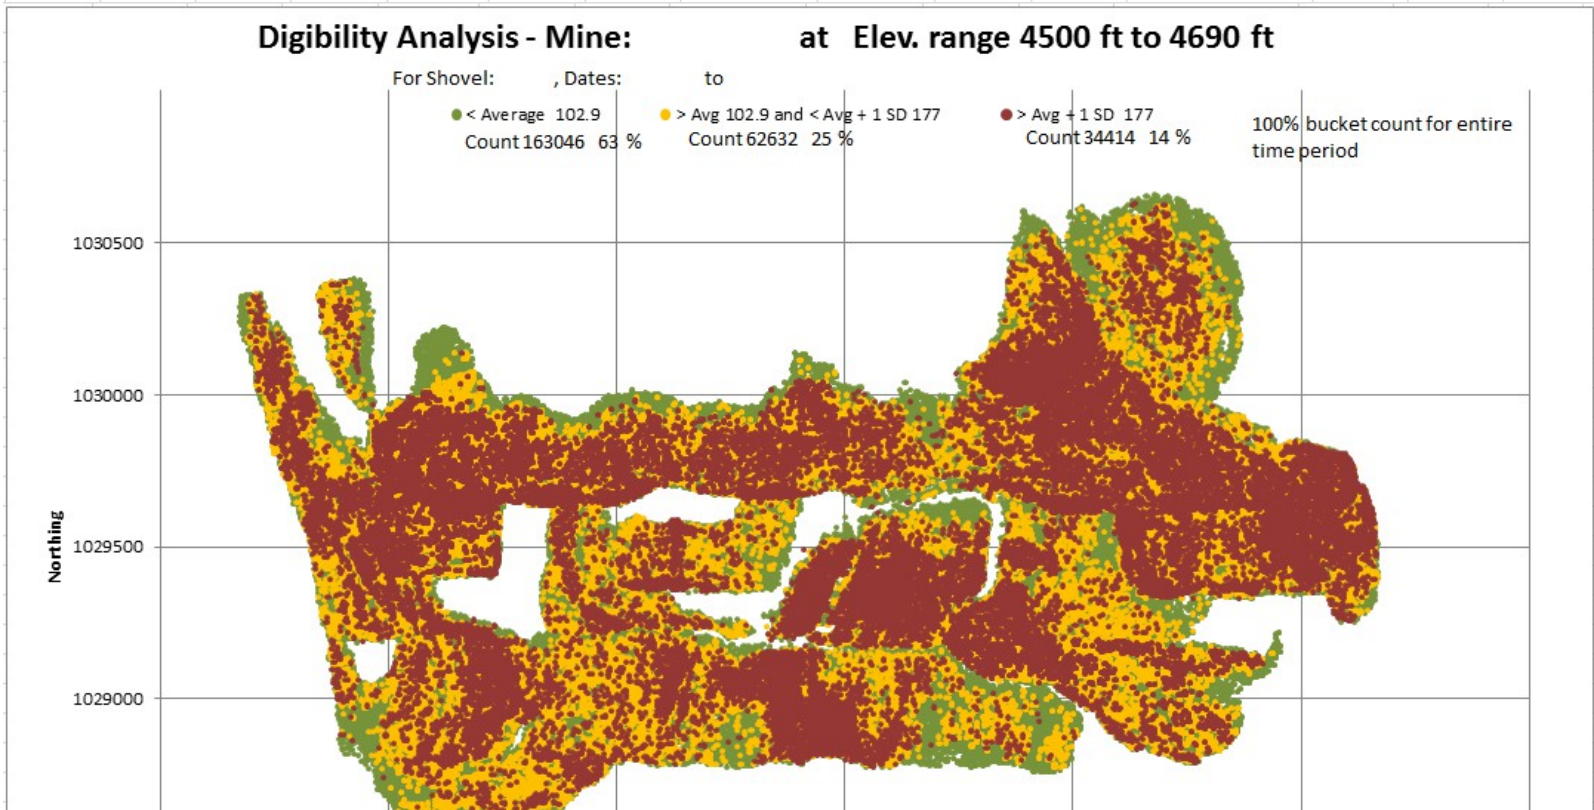 Digibility Analysis - Mine: at Elev. range 4500 ft to 4690 ft
For Shovel: , Dates: to
< Average 102.9
Count 163046 63 %
> Avg 102.9 and < Avg + 1 SD 177
Count 62632 25 %
> Avg + 1 SD 177
Count 34414 14 %
100% bucket count for entire
time period
1030500
1030000
1029500
1029000
Northing